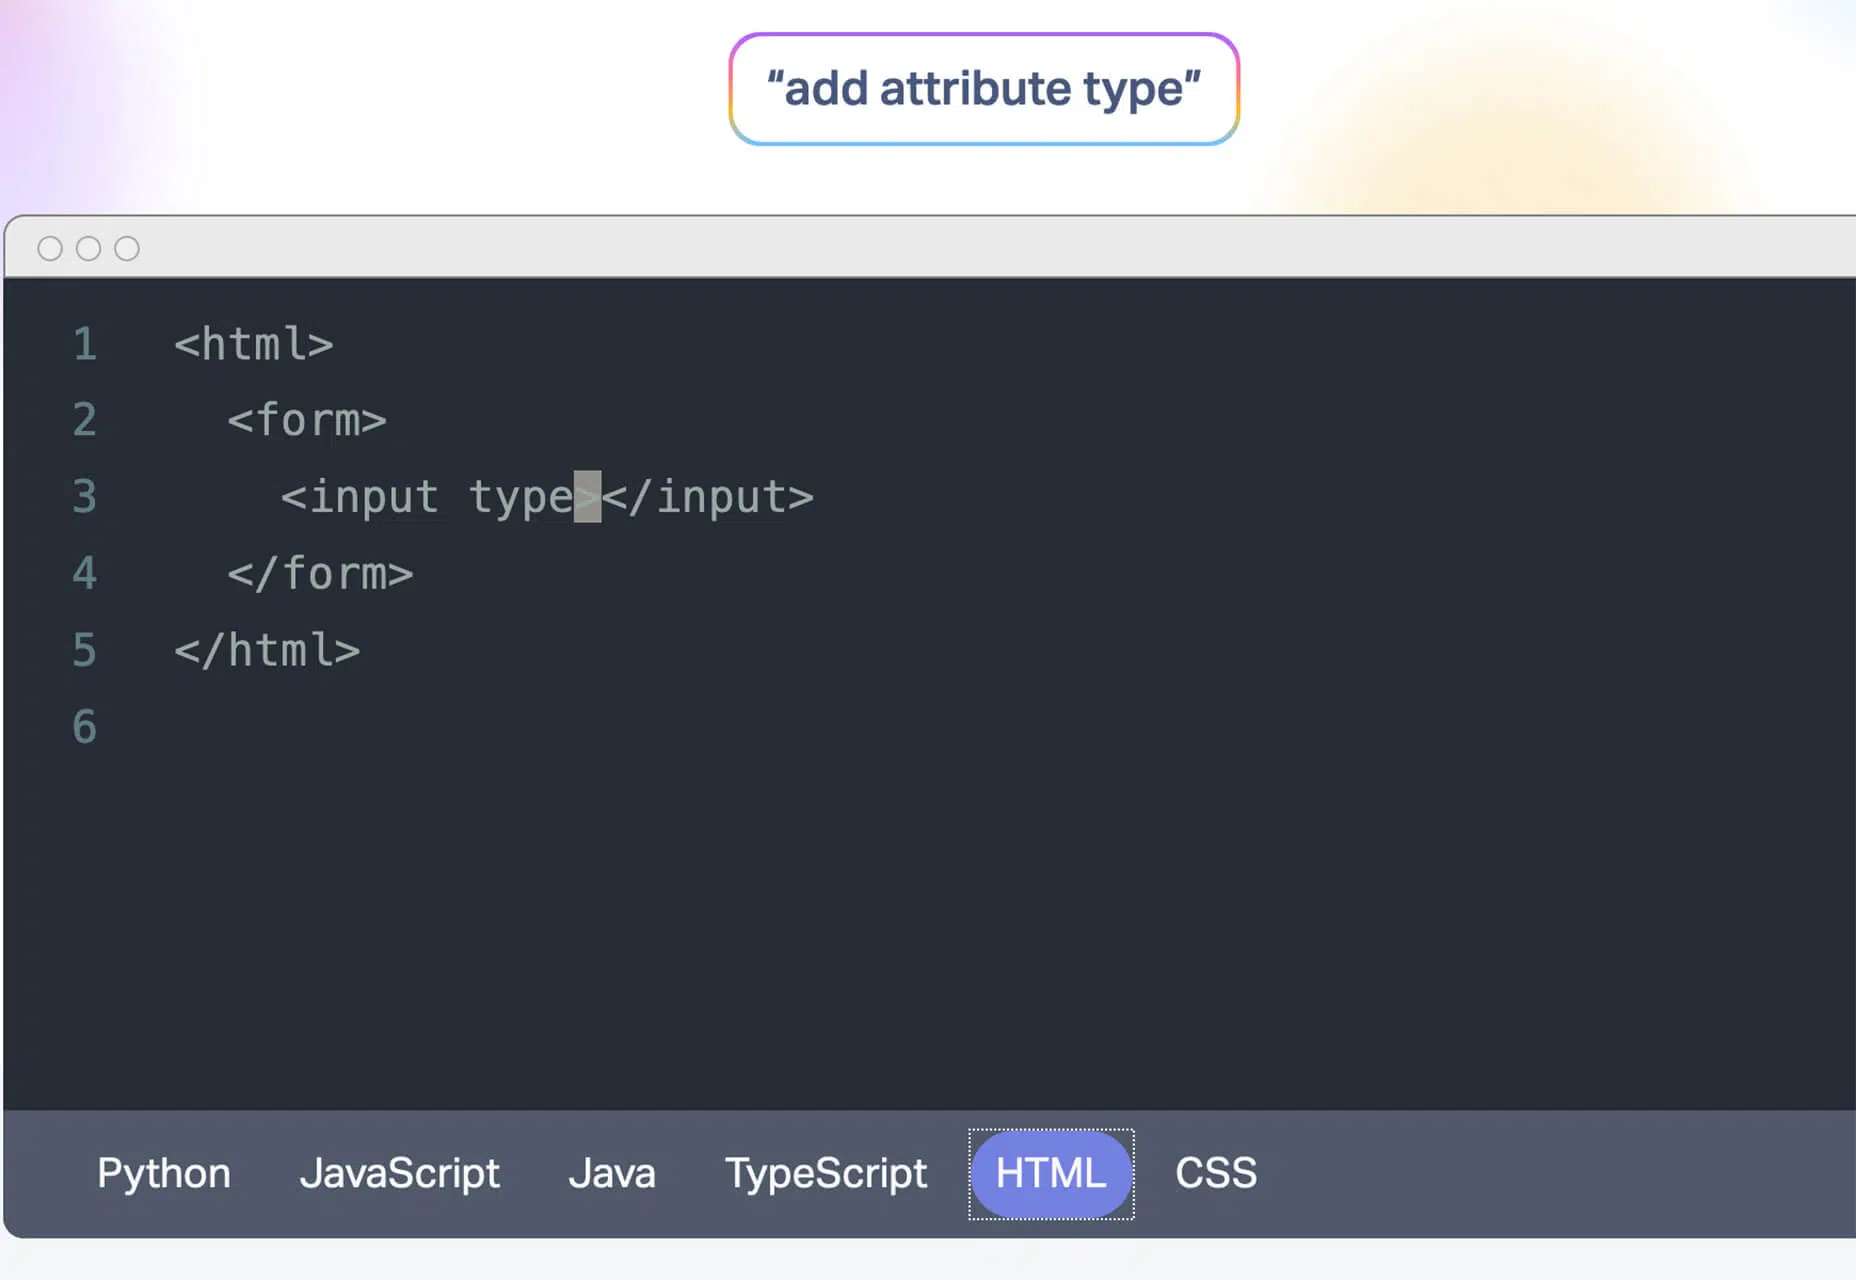 “add attribute type”
1 <html>
2 <form>
3 <input type></input>
4 </form>
5 </html>
6
Python JavaScript Java TypeScript HTML CSS